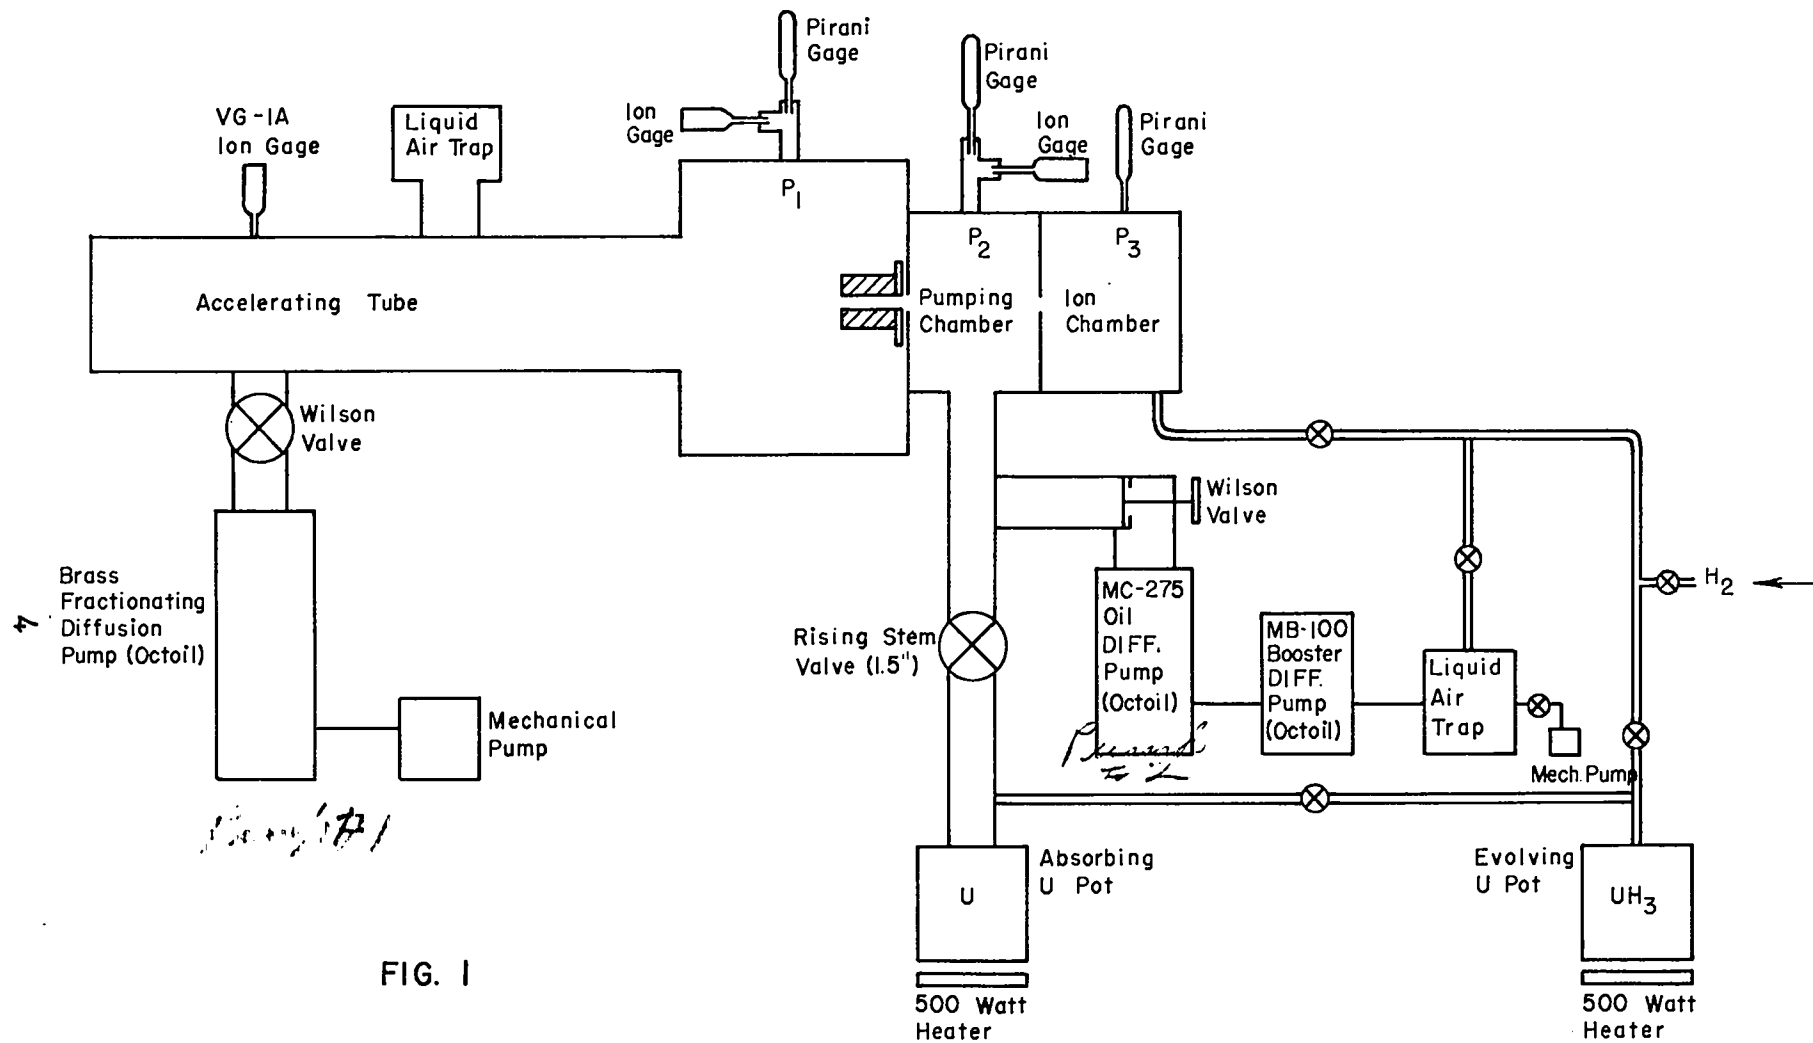 Pirani
Gage
Pirani
Gage
VG-1A
Ion Gage
Liquid
Air Trap
Ion
Gage
Ion
Gage
Pirani
Gage
P1
P2
P3
Accelerating Tube
Pumping
Chamber
Ion
Chamber
Wilson
Valve
Wilson
Valve
H2
Brass
Fractionating
Diffusion
Pump (Octoil)
4
Rising Stem
Valve (1.5")
MC-275
Oil
DIFF.
Pump
(Octoil)
MB-100
Booster
DIFF.
Pump
(Octoil)
Liquid
Air
Trap
Mechanical
Pump
Mech. Pump
#1
Absorbing
U Pot
Evolving
U Pot
U
UH3
FIG. 1
500 Watt
Heater
500 Watt
Heater